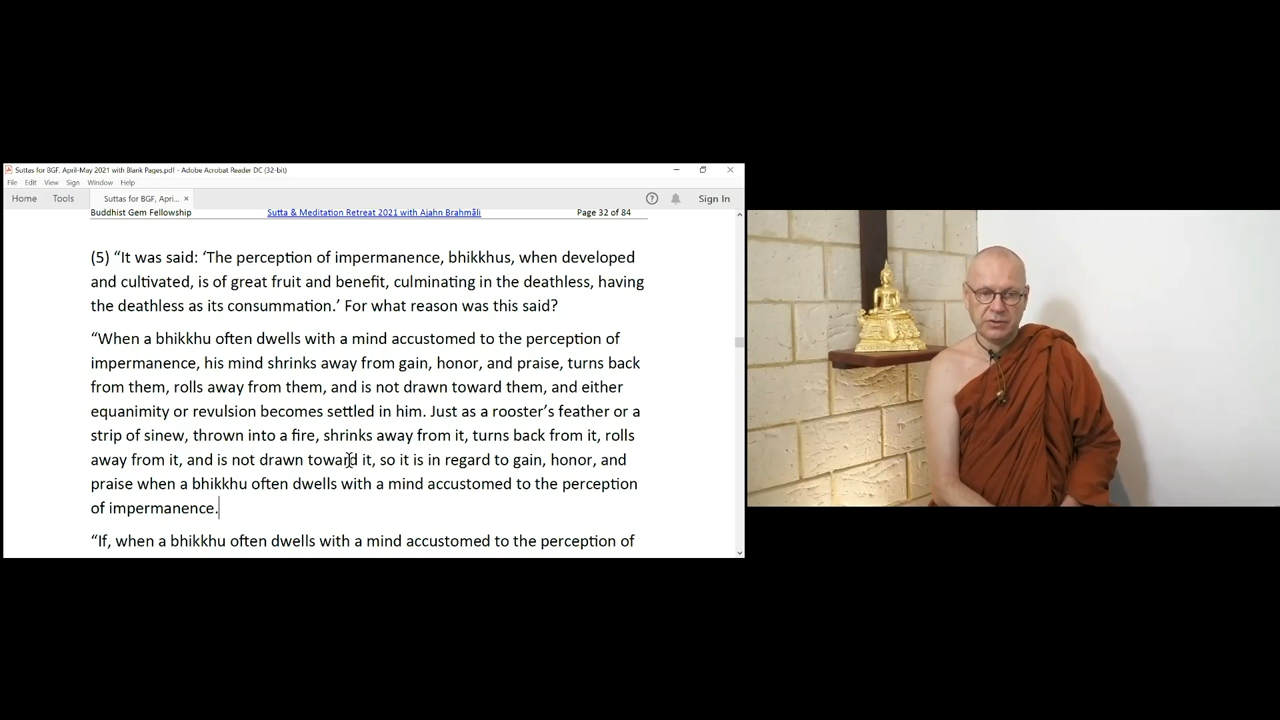 Suttas for BGF, April-May 2021 with Blank Pages.pdf - Adobe Acrobat Reader DC (32-bit)
File Edit View Sign Window Help
Home Tools Suttas for BGF, Apri... × Sign In
Buddhist Gem Fellowship Sutta & Meditation Retreat 2021 with Ajahn Brahmāli Page 32 of 84
(5) “It was said: ‘The perception of impermanence, bhikkhus, when developed
and cultivated, is of great fruit and benefit, culminating in the deathless, having
the deathless as its consummation.’ For what reason was this said?
“When a bhikkhu often dwells with a mind accustomed to the perception of
impermanence, his mind shrinks away from gain, honor, and praise, turns back
from them, rolls away from them, and is not drawn toward them, and either
equanimity or revulsion becomes settled in him. Just as a rooster’s feather or a
strip of sinew, thrown into a fire, shrinks away from it, turns back from it, rolls
away from it, and is not drawn toward it, so it is in regard to gain, honor, and
praise when a bhikkhu often dwells with a mind accustomed to the perception
of impermanence.
“If, when a bhikkhu often dwells with a mind accustomed to the perception of